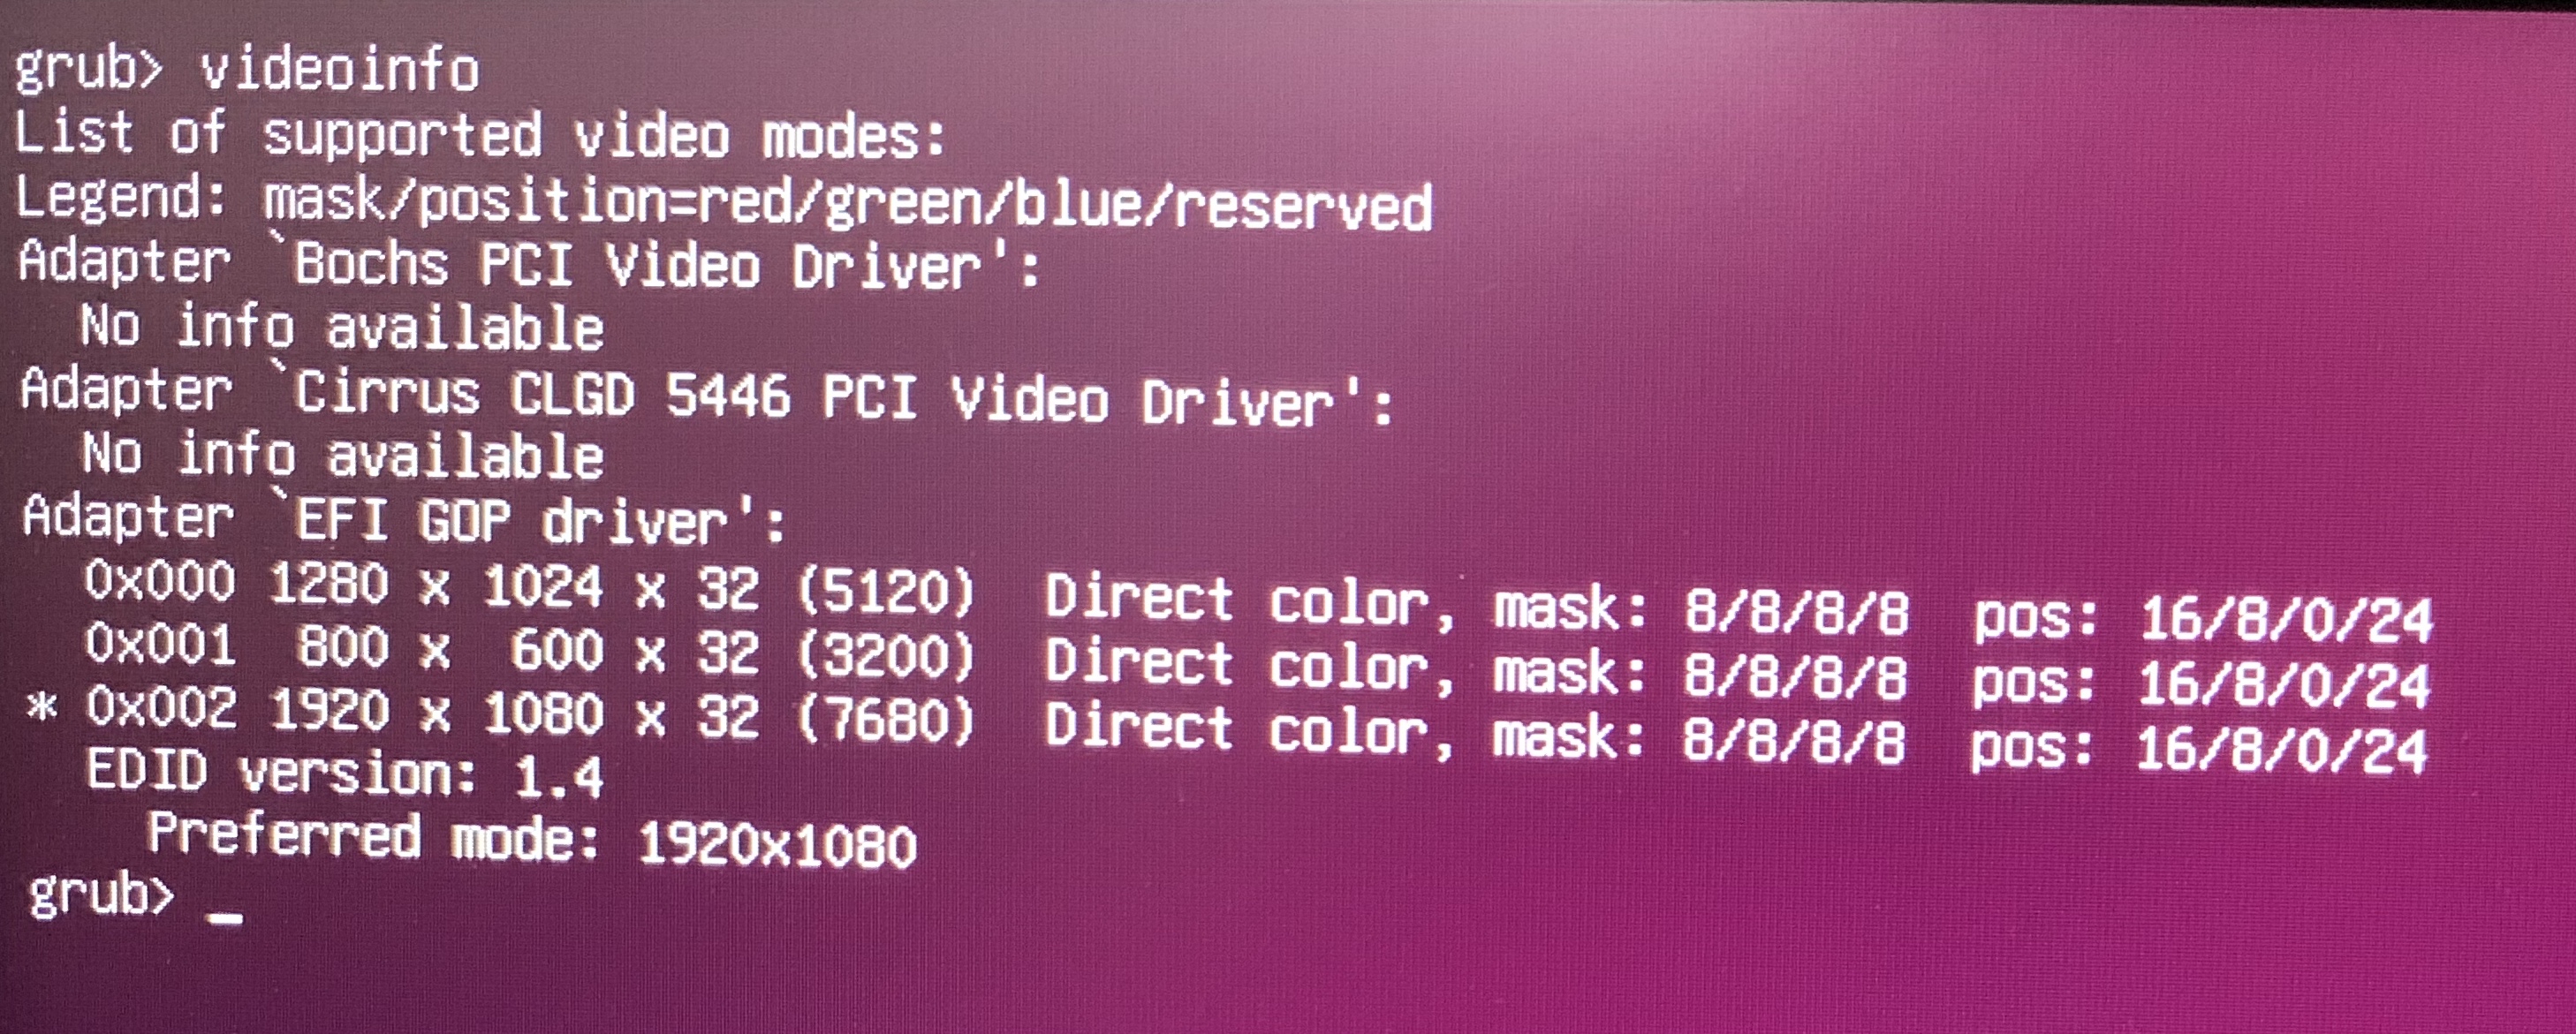 grub> videoinfo
List of supported video modes:
Legend: mask/position=red/green/blue/reserved
Adapter `Bochs PCI Video Driver':
  No info available
Adapter `Cirrus CLGD 5446 PCI Video Driver':
  No info available
Adapter `EFI GOP driver':
  0x000 1280 x 1024 x 32 (5120)  Direct color, mask: 8/8/8/8  pos: 16/8/0/24
  0x001  800 x  600 x 32 (3200)  Direct color, mask: 8/8/8/8  pos: 16/8/0/24
* 0x002 1920 x 1080 x 32 (7680)  Direct color, mask: 8/8/8/8  pos: 16/8/0/24
  EDID version: 1.4
    Preferred mode: 1920x1080
grub> _